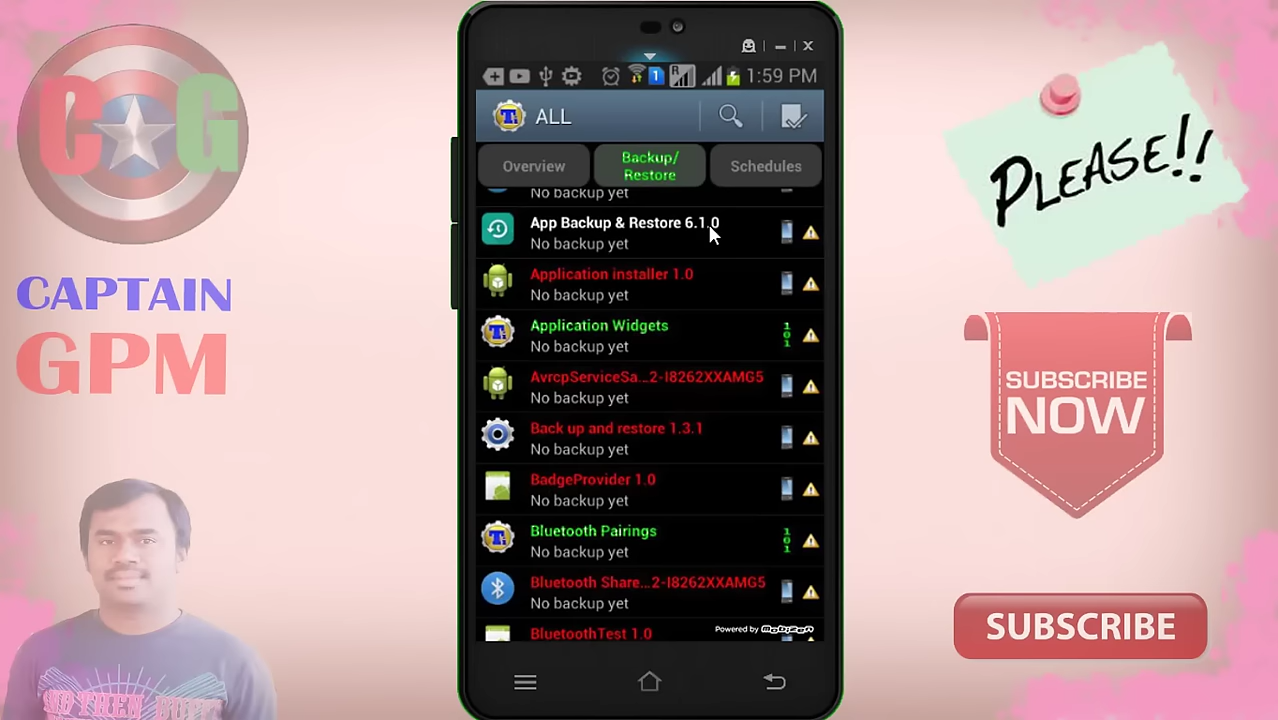 C G
CAPTAIN
GPM
1
R
1:59 PM
ALL
Overview
Backup/
Restore
Schedules
No backup yet
App Backup & Restore 6.1.0
No backup yet
Application installer 1.0
No backup yet
Application Widgets
No backup yet
AvrcpServiceSa...2-I8262XXAMG5
No backup yet
Back up and restore 1.3.1
No backup yet
BadgeProvider 1.0
No backup yet
Bluetooth Pairings
No backup yet
Bluetooth Share...2-I8262XXAMG5
No backup yet
BluetoothTest 1.0
Powered by Mobizen
PLEASE!!
SUBSCRIBE
NOW
SUBSCRIBE